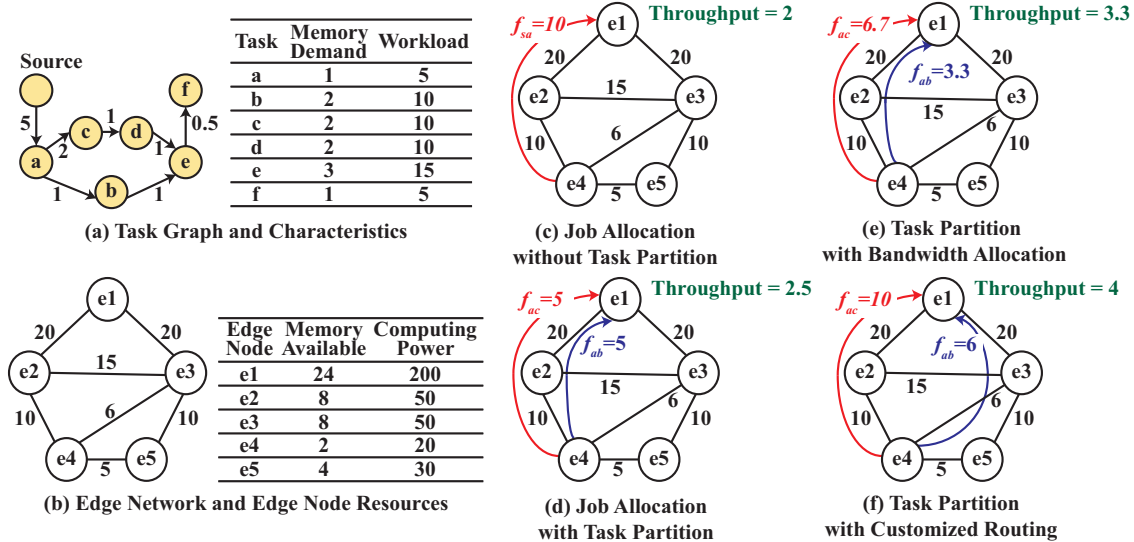 Source
5
a
2
c
1
d
1
e
0.5
f
1
b
1
Task Memory Demand Workload
a 1 5
b 2 10
c 2 10
d 2 10
e 3 15
f 1 5
(a) Task Graph and Characteristics
e1
20
20
e2
15
e3
10
6
10
e4
5
e5
Edge Node Memory Available Computing Power
e1 24 200
e2 8 50
e3 8 50
e4 2 20
e5 4 30
(b) Edge Network and Edge Node Resources
f_sa=10
e1
Throughput = 2
20
20
e2
15
e3
10
6
10
e4
5
e5
(c) Job Allocation
without Task Partition
f_ac=5
e1
Throughput = 2.5
20
20
f_ab=5
e2
15
e3
10
6
10
e4
5
e5
(d) Job Allocation
with Task Partition
f_ac=6.7
e1
Throughput = 3.3
20
20
f_ab=3.3
e2
15
e3
10
6
10
e4
5
e5
(e) Task Partition
with Bandwidth Allocation
f_ac=10
e1
Throughput = 4
20
20
f_ab=6
e2
15
e3
10
6
10
e4
5
e5
(f) Task Partition
with Customized Routing